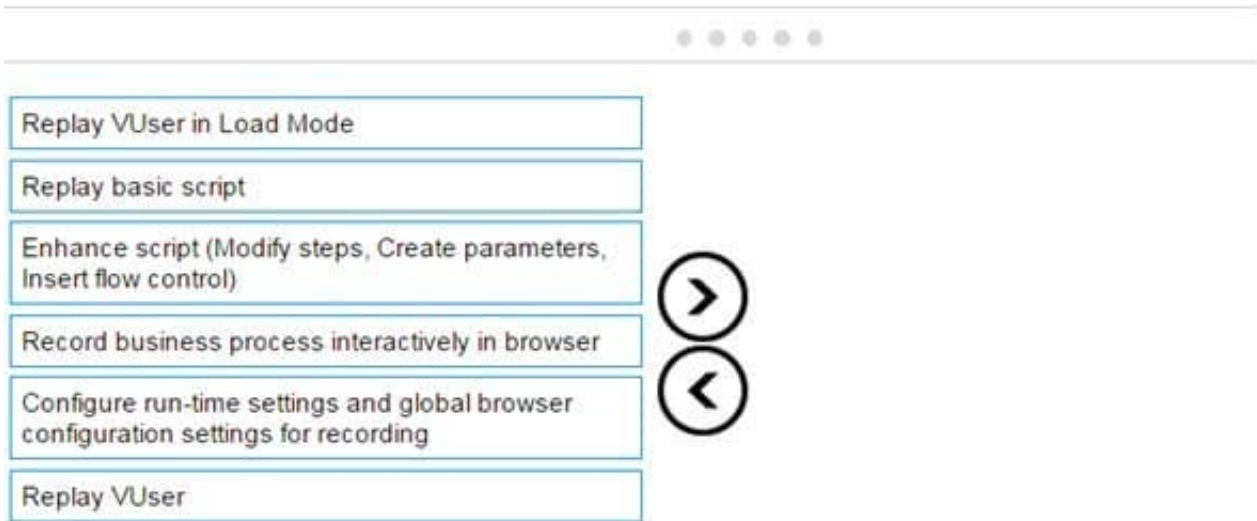 Replay VUser in Load Mode
Replay basic script
Enhance script (Modify steps, Create parameters,
Insert flow control)
Record business process interactively in browser
Configure run-time settings and global browser
configuration settings for recording
Replay VUser